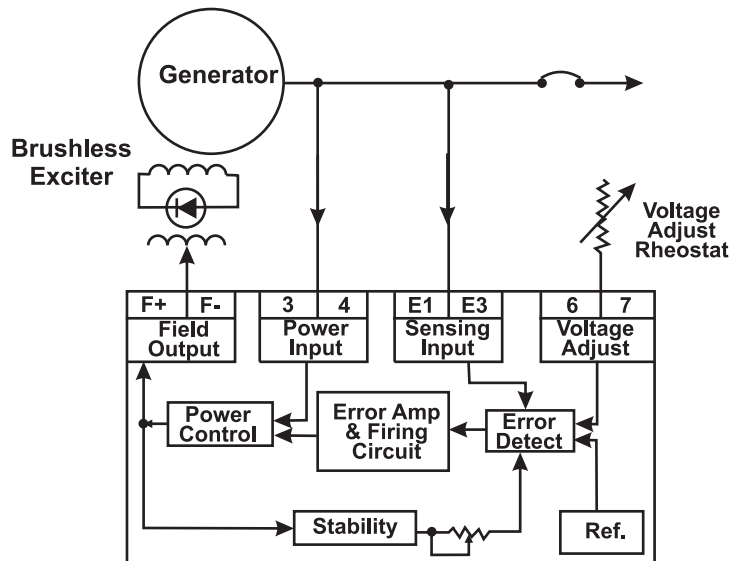 Generator
Brushless
Exciter
Voltage
Adjust
Rheostat
F+ F-
3 4
E1 E3
6 7
Field
Output
Power
Input
Sensing
Input
Voltage
Adjust
Power
Control
Error Amp
& Firing
Circuit
Error
Detect
Stability
Ref.